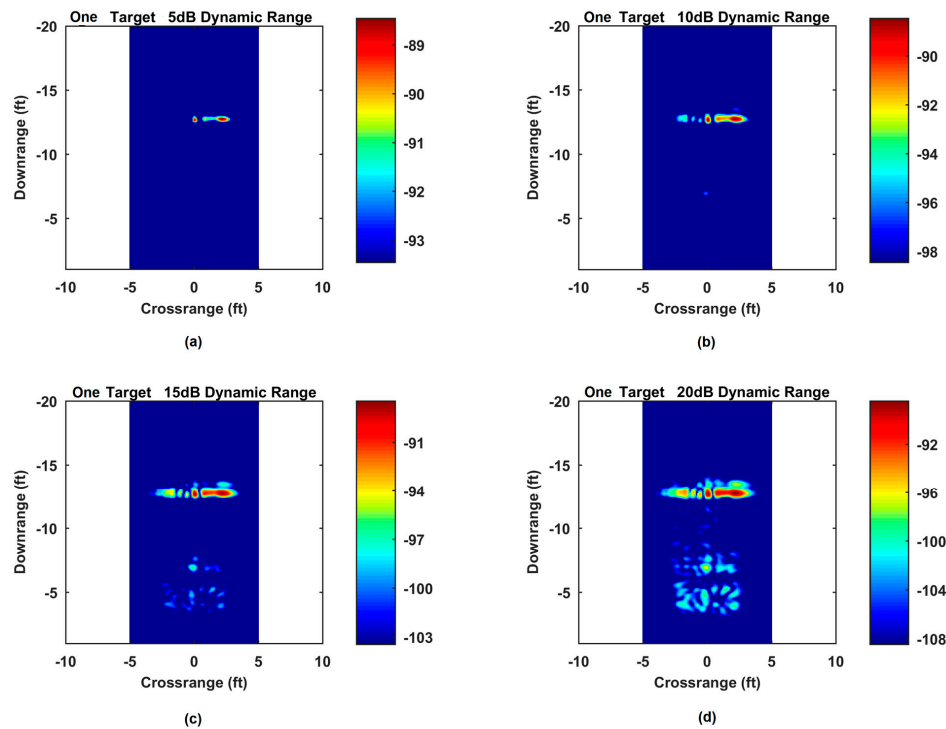 One Target 5dB Dynamic Range
-20
-15
-10
-5
Downrange (ft)
-10 -5 0 5 10
Crossrange (ft)
-89
-90
-91
-92
-93
(a)
One Target 10dB Dynamic Range
-20
-15
-10
-5
Downrange (ft)
-10 -5 0 5 10
Crossrange (ft)
-90
-92
-94
-96
-98
(b)
One Target 15dB Dynamic Range
-20
-15
-10
-5
Downrange (ft)
-10 -5 0 5 10
Crossrange (ft)
-91
-94
-97
-100
-103
(c)
One Target 20dB Dynamic Range
-20
-15
-10
-5
Downrange (ft)
-10 -5 0 5 10
Crossrange (ft)
-92
-96
-100
-104
-108
(d)